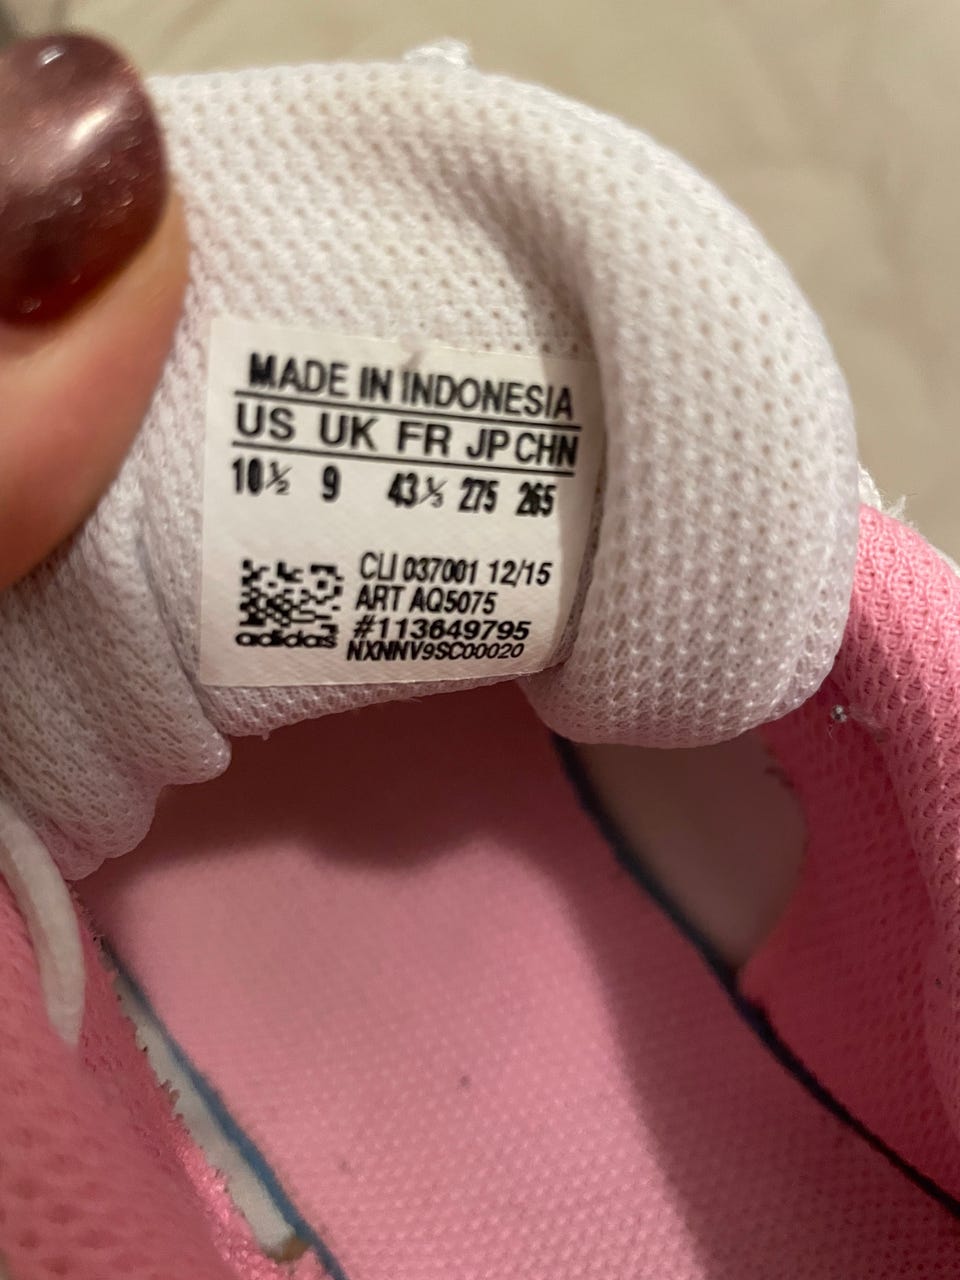 MADE IN INDONESIA
US UK FR JP CHN
10½ 9 43⅓ 275 265
CLI 037001 12/15
ART AQ5075
#113649795
NXNNV9SC00020
adidas